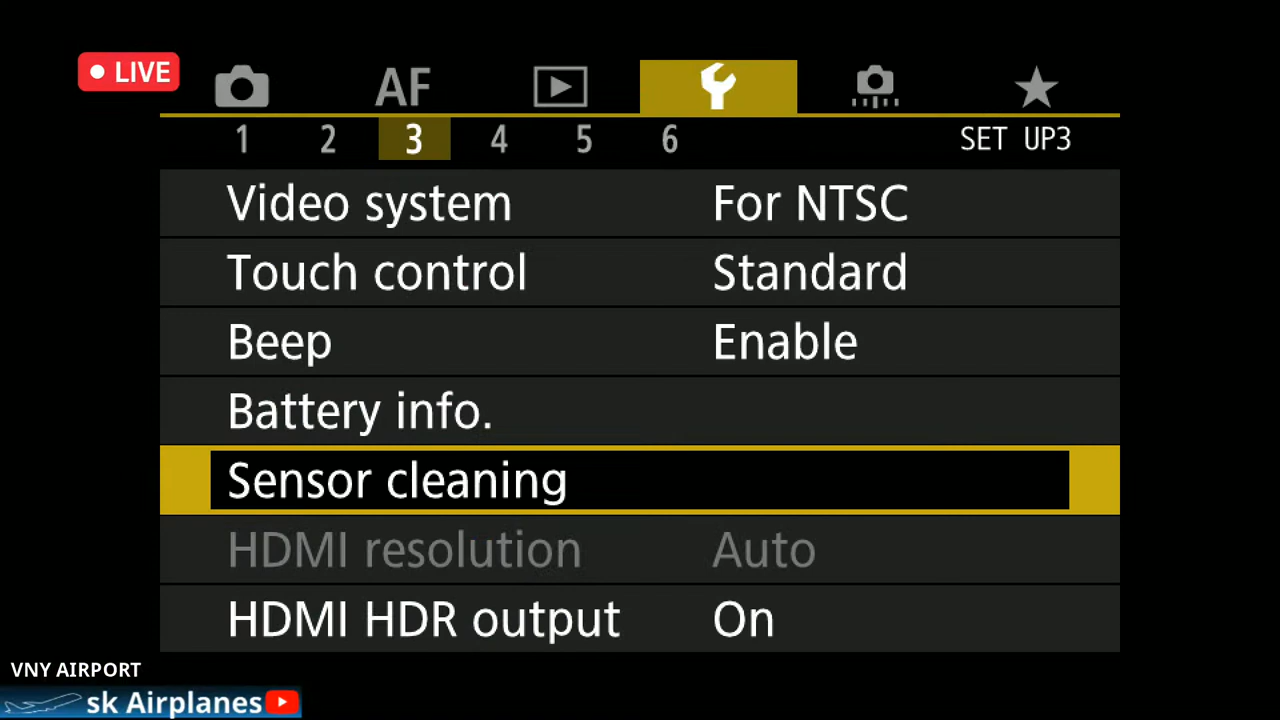 LIVE
AF
1 2 3 4 5 6 SET UP3
Video system For NTSC
Touch control Standard
Beep Enable
Battery info.
Sensor cleaning
HDMI resolution Auto
HDMI HDR output On
VNY AIRPORT
sk Airplanes